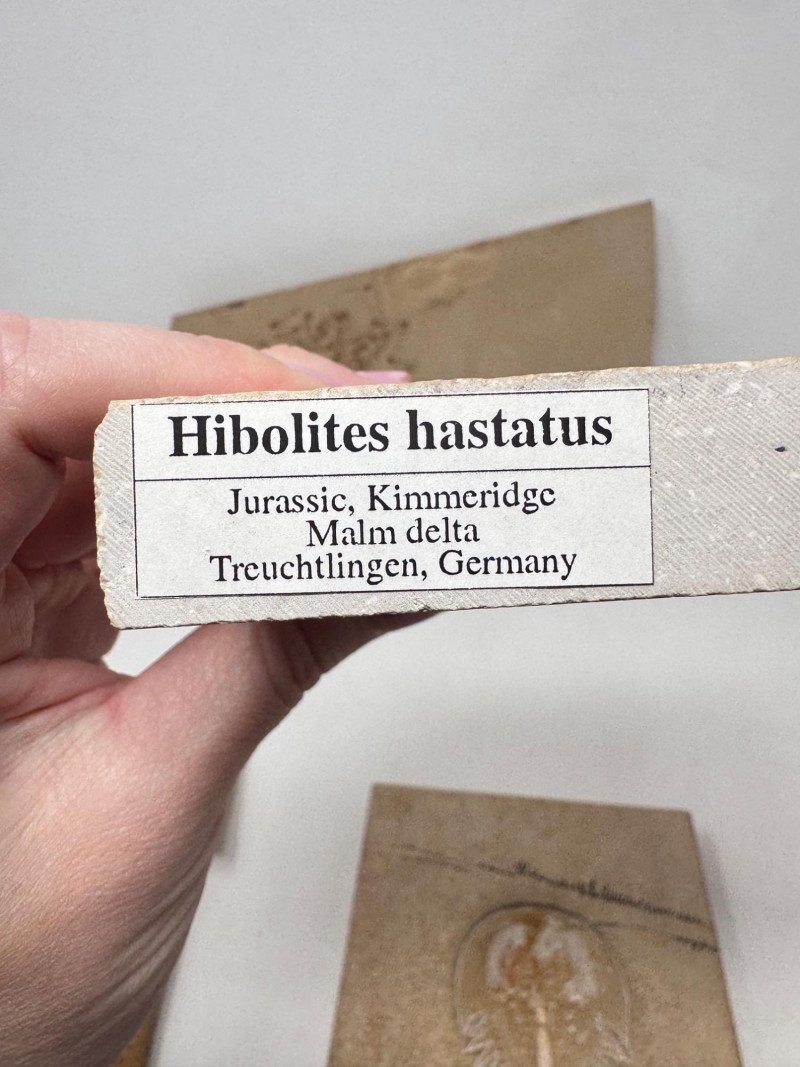 Hibolites hastatus
Jurassic, Kimmeridge
Malm delta
Treuchtlingen, Germany